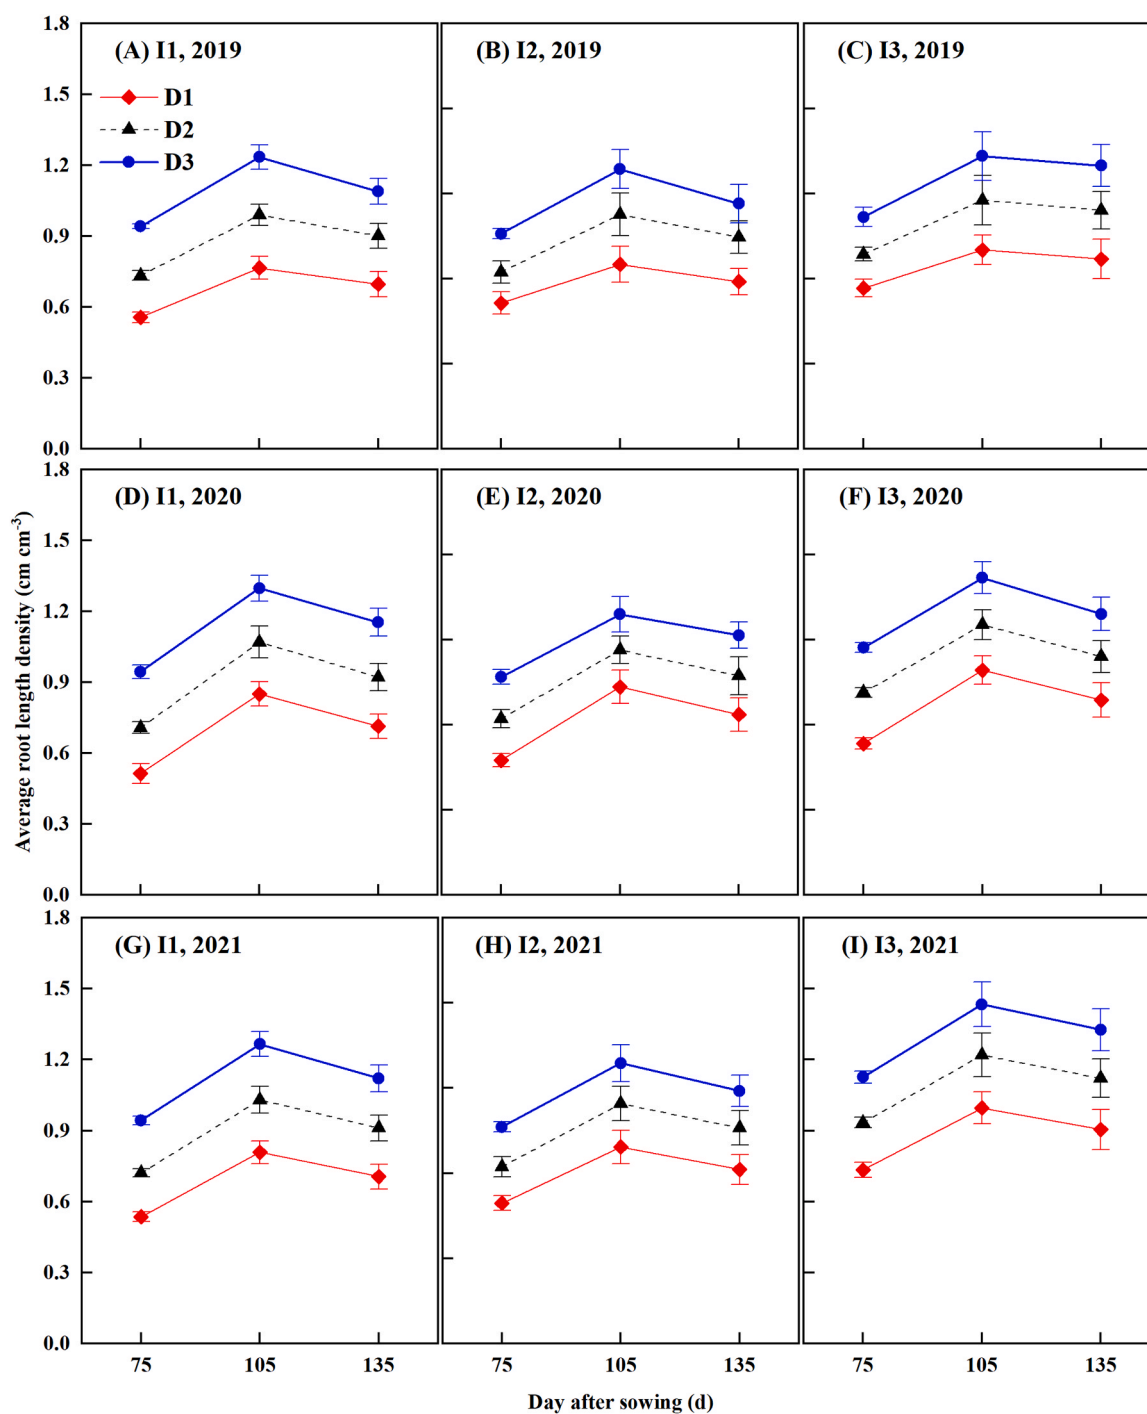 1.8
(A) I1, 2019
(B) I2, 2019
(C) I3, 2019
1.5
D1
D2
1.2
D3
0.9
0.6
0.3
0.0
1.8
(D) I1, 2020
(E) I2, 2020
(F) I3, 2020
1.5
1.2
0.9
0.6
0.3
0.0
Average root length density (cm cm⁻³)
1.8
(G) I1, 2021
(H) I2, 2021
(I) I3, 2021
1.5
1.2
0.9
0.6
0.3
0.0
75 105 135 75 105 135 75 105 135
Day after sowing (d)